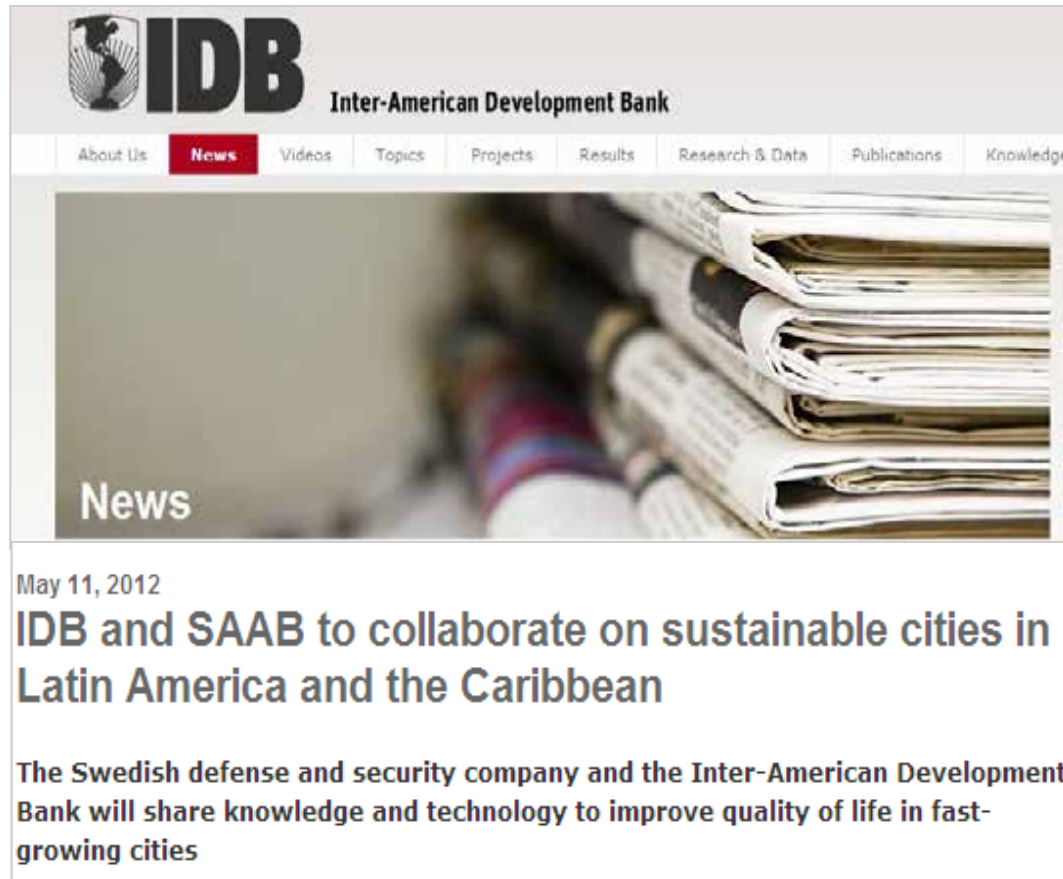 IDB
Inter-American Development Bank
About Us News Videos Topics Projects Results Research & Data Publications Knowledge
News
May 11, 2012
IDB and SAAB to collaborate on sustainable cities in
Latin America and the Caribbean
The Swedish defense and security company and the Inter-American Development
Bank will share knowledge and technology to improve quality of life in fast-
growing cities